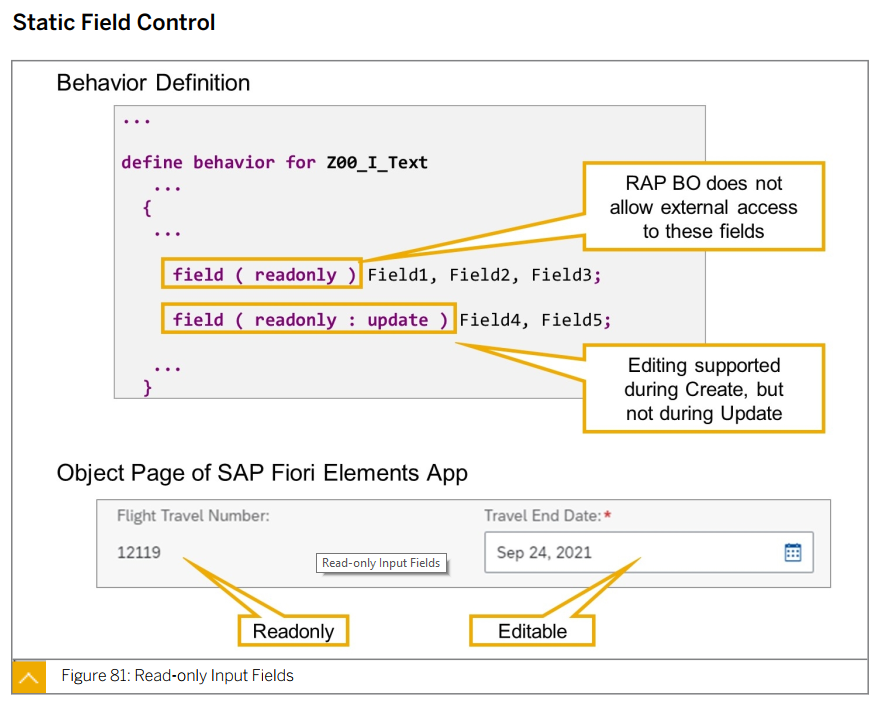 Static Field Control
Behavior Definition
...
define behavior for Z00_I_Text
...
{
...
field ( readonly ) Field1, Field2, Field3;
field ( readonly : update ) Field4, Field5;
...
}
RAP BO does not
allow external access
to these fields
Editing supported
during Create, but
not during Update
Object Page of SAP Fiori Elements App
Flight Travel Number:
12119
Read-only Input Fields
Travel End Date:*
Sep 24, 2021
Readonly
Editable
Figure 81: Read-only Input Fields